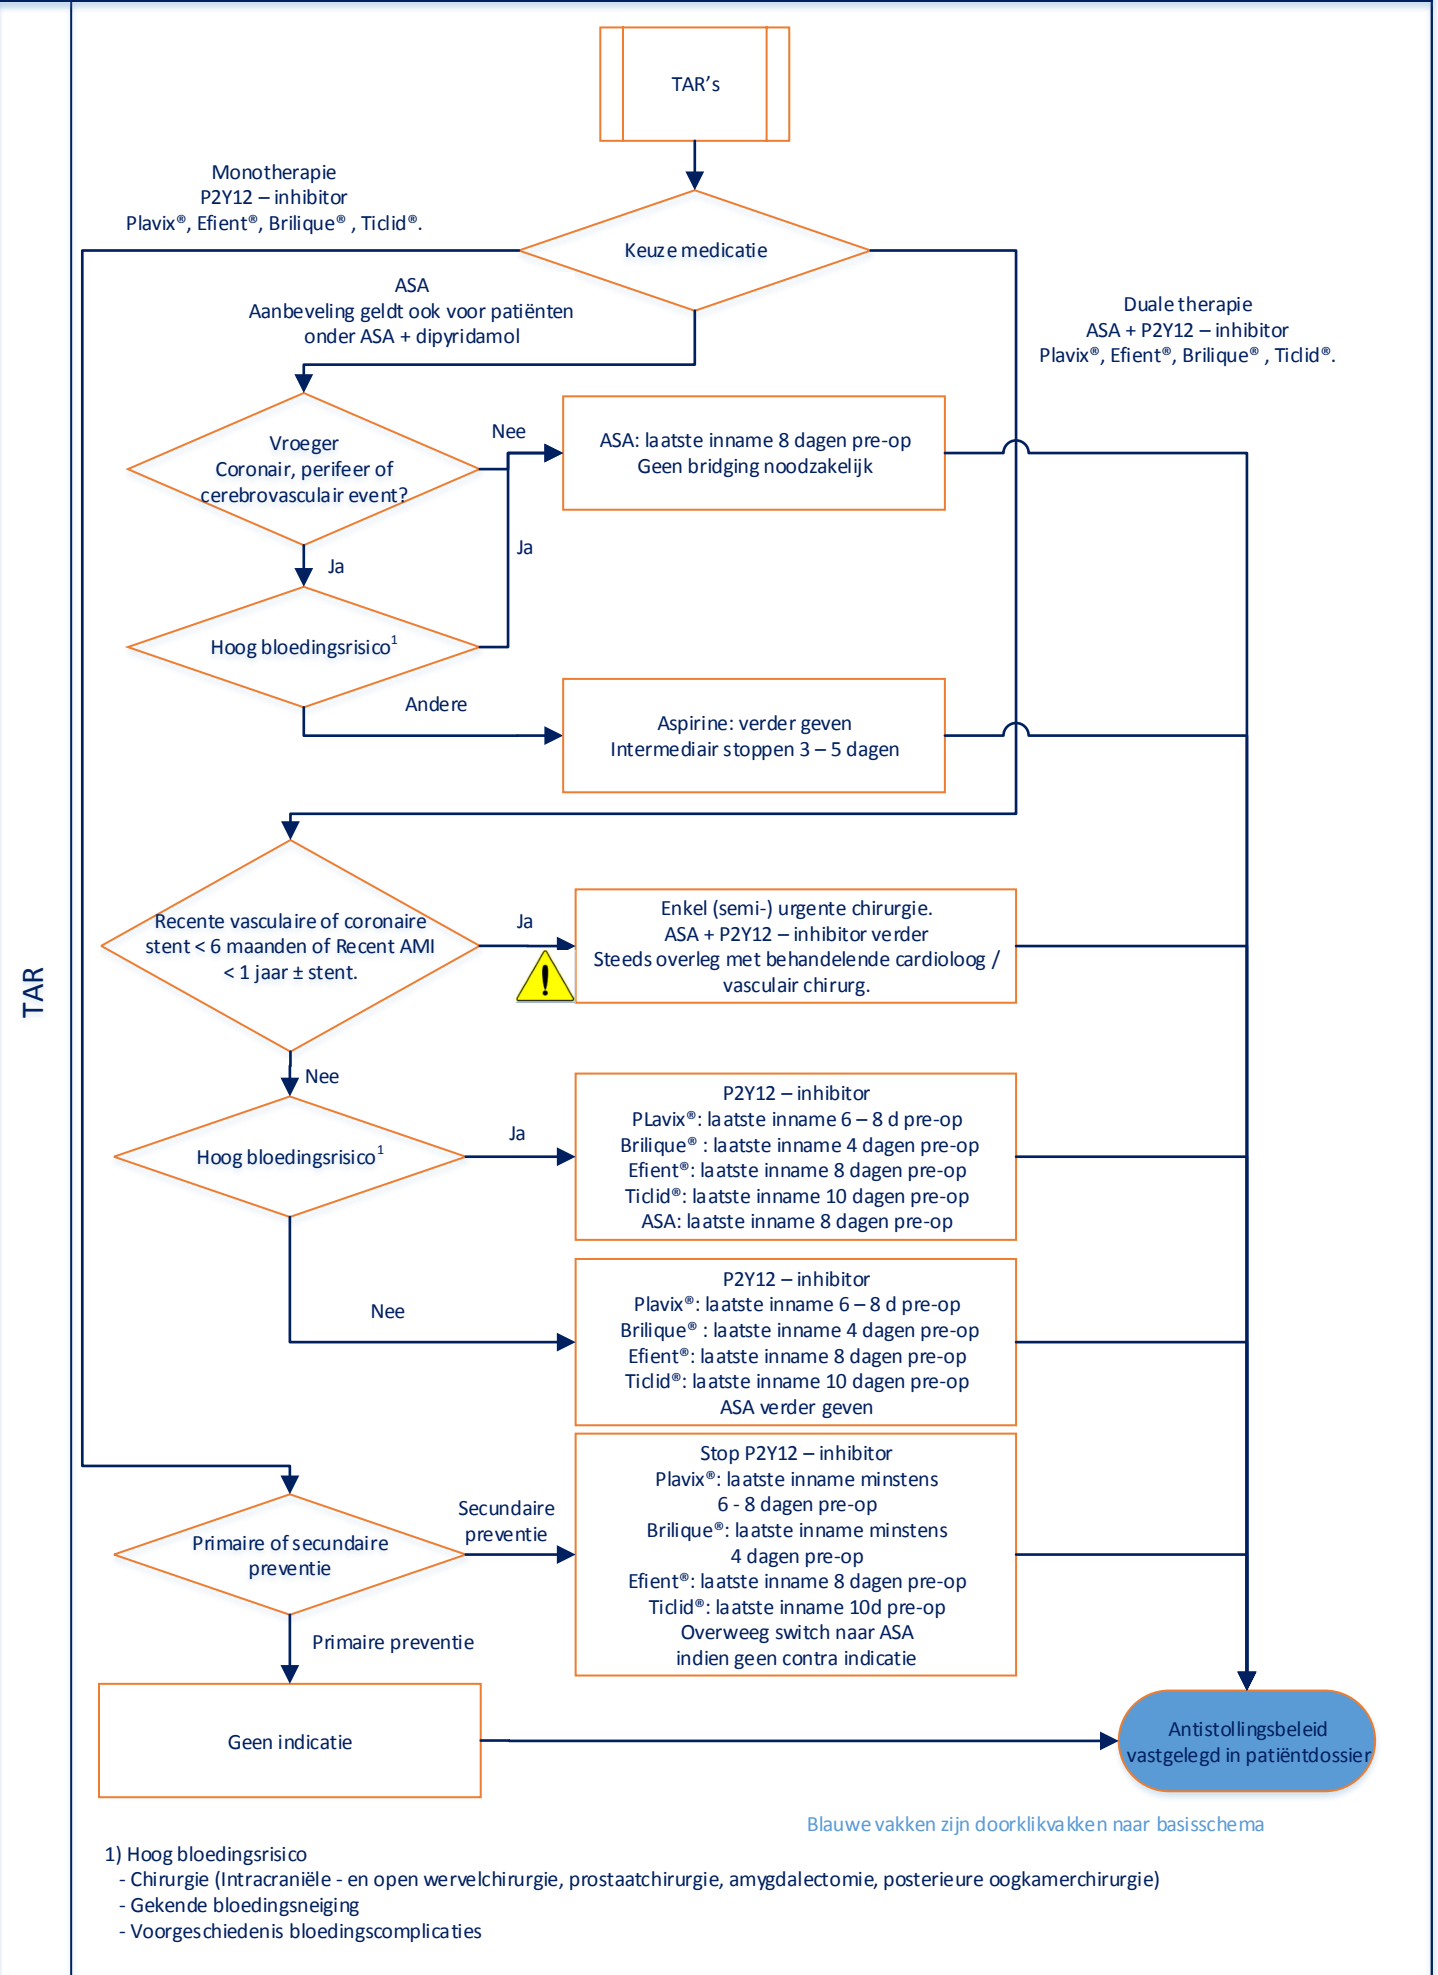 TAR
TAR's
Monotherapie
P2Y12 – inhibitor
Plavix®, Efient®, Brilique® , Ticlid®.
Keuze medicatie
ASA
Aanbeveling geldt ook voor patiënten
onder ASA + dipyridamol
Duale therapie
ASA + P2Y12 – inhibitor
Plavix®, Efient®, Brilique® , Ticlid®.
Vroeger
Coronair, perifeer of
cerebrovasculair event?
Nee
ASA: laatste inname 8 dagen pre-op
Geen bridging noodzakelijk
Ja
Ja
Hoog bloedingsrisico¹
Andere
Aspirine: verder geven
Intermediair stoppen 3 – 5 dagen
Recente vasculaire of coronaire
stent < 6 maanden of Recent AMI
< 1 jaar ± stent.
Ja
Enkel (semi-) urgente chirurgie.
ASA + P2Y12 – inhibitor verder
Steeds overleg met behandelende cardioloog /
vasculair chirurg.
!
Nee
Hoog bloedingsrisico¹
Ja
P2Y12 – inhibitor
PLavix®: laatste inname 6 – 8 d pre-op
Brilique® : laatste inname 4 dagen pre-op
Efient®: laatste inname 8 dagen pre-op
Ticlid®: laatste inname 10 dagen pre-op
ASA: laatste inname 8 dagen pre-op
Nee
P2Y12 – inhibitor
Plavix®: laatste inname 6 – 8 d pre-op
Brilique® : laatste inname 4 dagen pre-op
Efient®: laatste inname 8 dagen pre-op
Ticlid®: laatste inname 10 dagen pre-op
ASA verder geven
Primaire of secundaire
preventie
Secundaire
preventie
Stop P2Y12 – inhibitor
Plavix®: laatste inname minstens
6 - 8 dagen pre-op
Brilique®: laatste inname minstens
4 dagen pre-op
Efient®: laatste inname 8 dagen pre-op
Ticlid®: laatste inname 10d pre-op
Overweeg switch naar ASA
indien geen contra indicatie
Primaire preventie
Geen indicatie
Antistollingsbeleid
vastgelegd in patiëntdossier
Blauwe vakken zijn doorklikvakken naar basisschema
1) Hoog bloedingsrisico
- Chirurgie (Intracraniële - en open wervelchirurgie, prostaatchirurgie, amygdalectomie, posterieure oogkamerchirurgie)
- Gekende bloedingsneiging
- Voorgeschiedenis bloedingscomplicaties